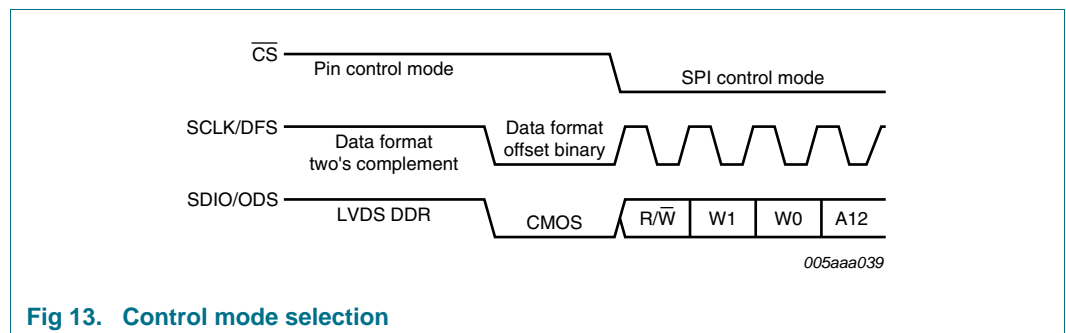 C̅S̅
Pin control mode
SPI control mode
SCLK/DFS
Data format
two's complement
Data format
offset binary
SDIO/ODS
LVDS DDR
CMOS
R/W̅
W1
W0
A12
005aaa039
Fig 13. Control mode selection